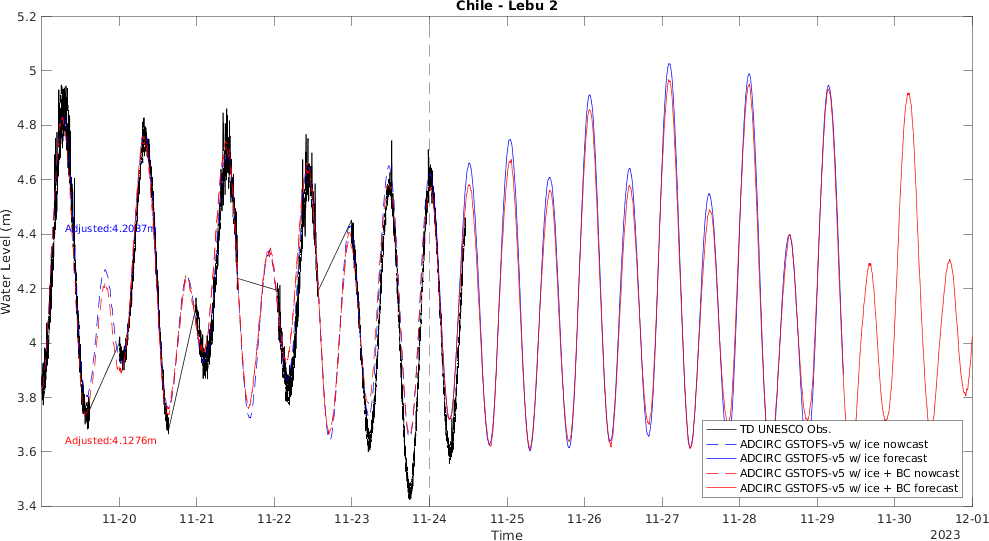 Chile - Lebu 2
5.2
5
4.8
4.6
4.4
4.2
4
3.8
3.6
3.4
Water Level (m)
Adjusted:4.2037m
Adjusted:4.1276m
TD UNESCO Obs.
ADCIRC GSTOFS-v5 w/ ice nowcast
ADCIRC GSTOFS-v5 w/ ice forecast
ADCIRC GSTOFS-v5 w/ ice + BC nowcast
ADCIRC GSTOFS-v5 w/ ice + BC forecast
11-20 11-21 11-22 11-23 11-24 11-25 11-26 11-27 11-28 11-29 11-30 12-01
Time
2023